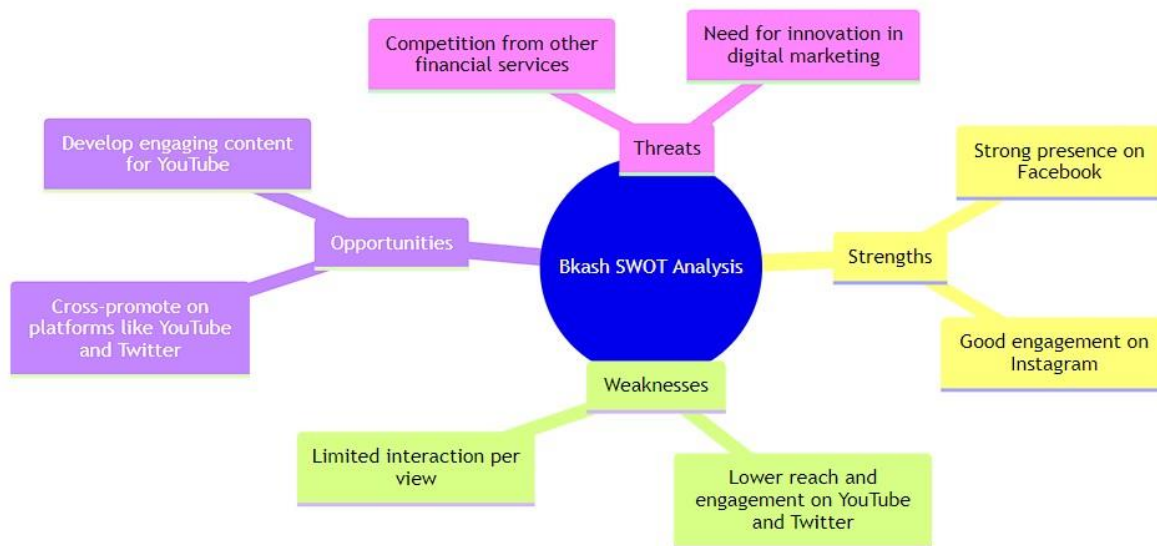 Competition from other
financial services
Need for innovation in
digital marketing
Threats
Develop engaging content
for YouTube
Opportunities
Cross-promote on
platforms like YouTube
and Twitter
Bkash SWOT Analysis
Strong presence on
Facebook
Strengths
Good engagement on
Instagram
Weaknesses
Limited interaction per
view
Lower reach and
engagement on YouTube
and Twitter